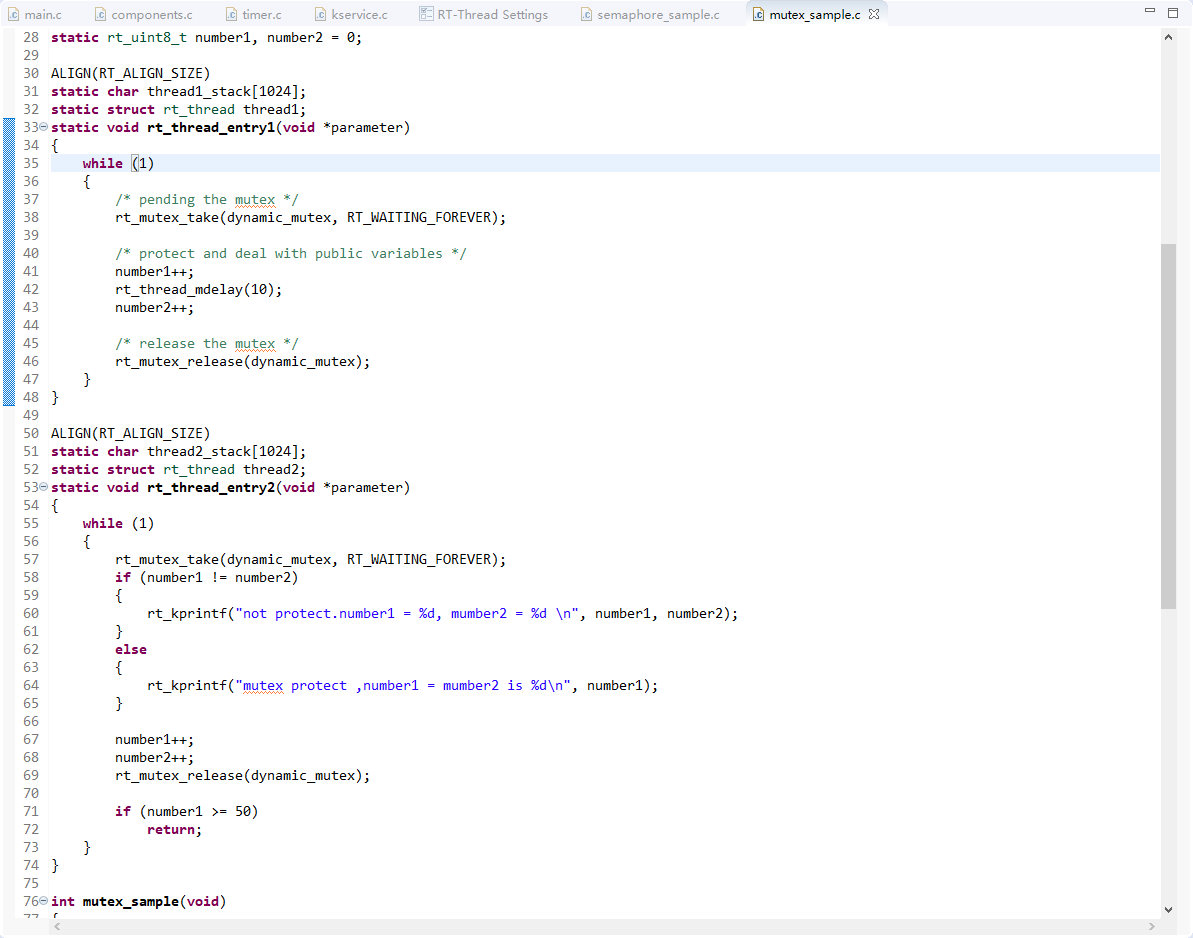 main.c components.c timer.c kservice.c RT-Thread Settings semaphore_sample.c mutex_sample.c
28 static rt_uint8_t number1, number2 = 0;
29
30 ALIGN(RT_ALIGN_SIZE)
31 static char thread1_stack[1024];
32 static struct rt_thread thread1;
33 static void rt_thread_entry1(void *parameter)
34 {
35     while (1)
36     {
37         /* pending the mutex */
38         rt_mutex_take(dynamic_mutex, RT_WAITING_FOREVER);
39
40         /* protect and deal with public variables */
41         number1++;
42         rt_thread_mdelay(10);
43         number2++;
44
45         /* release the mutex */
46         rt_mutex_release(dynamic_mutex);
47     }
48 }
49
50 ALIGN(RT_ALIGN_SIZE)
51 static char thread2_stack[1024];
52 static struct rt_thread thread2;
53 static void rt_thread_entry2(void *parameter)
54 {
55     while (1)
56     {
57         rt_mutex_take(dynamic_mutex, RT_WAITING_FOREVER);
58         if (number1 != number2)
59         {
60             rt_kprintf("not protect.number1 = %d, mumber2 = %d \n", number1, number2);
61         }
62         else
63         {
64             rt_kprintf("mutex protect ,number1 = mumber2 is %d\n", number1);
65         }
66
67         number1++;
68         number2++;
69         rt_mutex_release(dynamic_mutex);
70
71         if (number1 >= 50)
72             return;
73     }
74 }
75
76 int mutex_sample(void)
77 {